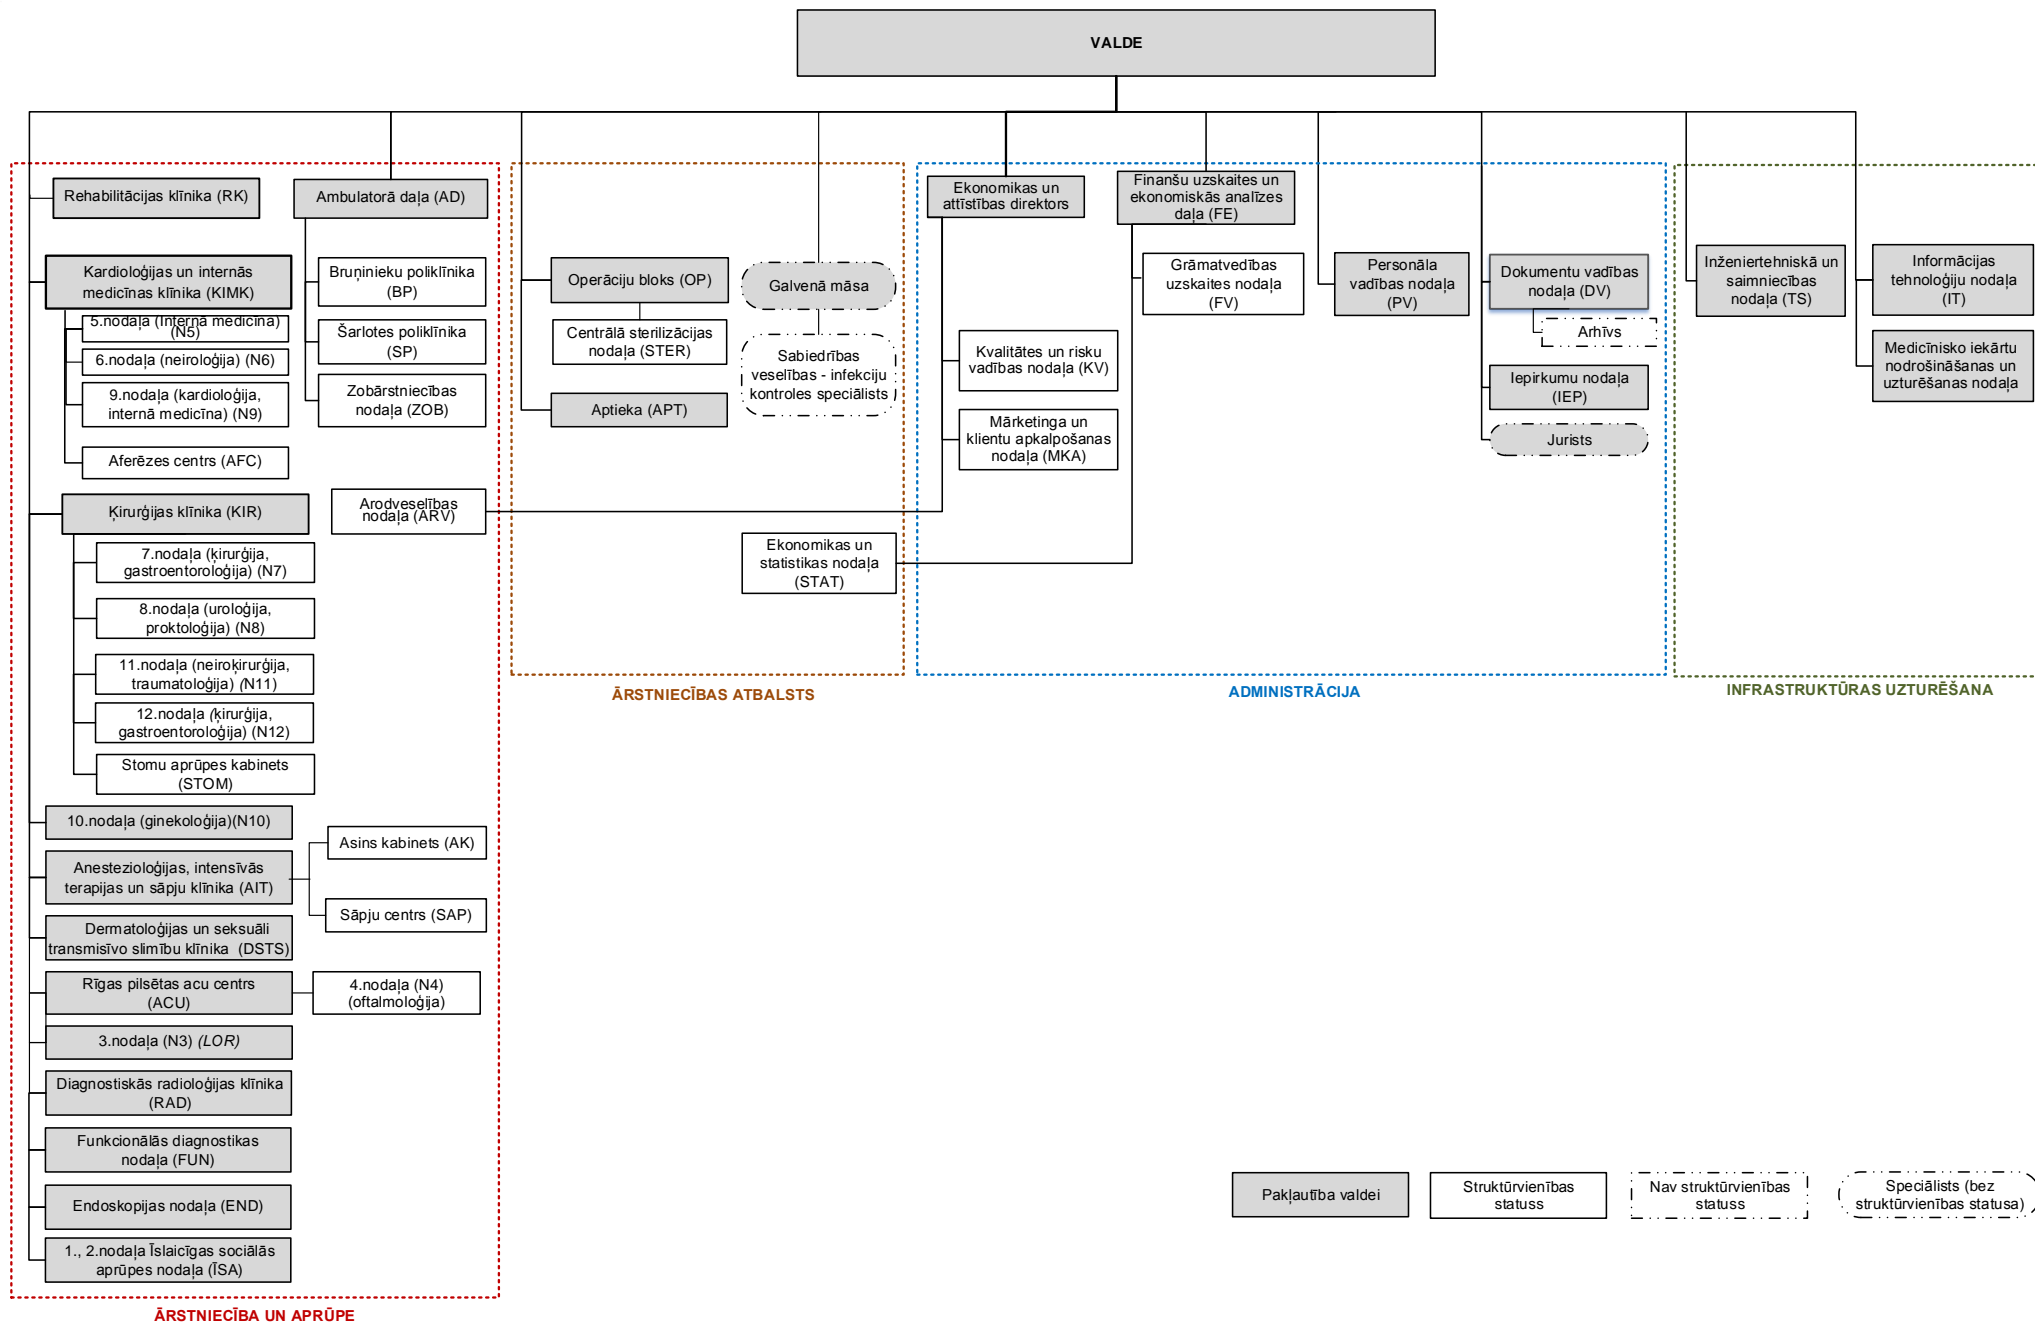 VALDE
Rehabilitācijas klīnika (RK)
Kardioloģijas un internās
medicīnas klīnika (KIMK)
5.nodaļa (Internā medicīna)
(N5)
6.nodaļa (neiroloģija) (N6)
9.nodaļa (kardioloģija,
internā medicīna) (N9)
Aferēzes centrs (AFC)
Ķirurģijas klīnika (KIR)
7.nodaļa (ķirurģija,
gastroentoroloģija) (N7)
8.nodaļa (uroloģija,
proktoloģija) (N8)
11.nodaļa (neiroķirurģija,
traumatoloģija) (N11)
12.nodaļa (ķirurģija,
gastroentoroloģija) (N12)
Stomu aprūpes kabinets
(STOM)
10.nodaļa (ginekoloģija)(N10)
Anestezioloģijas, intensīvās
terapijas un sāpju klīnika (AIT)
Asins kabinets (AK)
Sāpju centrs (SAP)
Dermatoloģijas un seksuāli
transmisīvo slimību klīnika (DSTS)
Rīgas pilsētas acu centrs
(ACU)
4.nodaļa (N4)
(oftalmoloģija)
3.nodaļa (N3) (LOR)
Diagnostiskās radioloģijas klīnika
(RAD)
Funkcionālās diagnostikas
nodaļa (FUN)
Endoskopijas nodaļa (END)
1., 2.nodaļa Īslaicīgas sociālās
aprūpes nodaļa (ĪSA)
Ambulatorā daļa (AD)
Bruņinieku poliklīnika
(BP)
Šarlotes poliklīnika
(SP)
Zobārstniecības
nodaļa (ZOB)
Arodveselības
nodaļa (ARV)
ĀRSTNIECĪBA UN APRŪPE
Operāciju bloks (OP)
Centrālā sterilizācijas
nodaļa (STER)
Aptieka (APT)
Galvenā māsa
Sabiedrības
veselības - infekciju
kontroles speciālists
Ekonomikas un
statistikas nodaļa
(STAT)
ĀRSTNIECĪBAS ATBALSTS
Ekonomikas un
attīstības direktors
Kvalitātes un risku
vadības nodaļa (KV)
Mārketinga un
klientu apkalpošanas
nodaļa (MKA)
Finanšu uzskaites un
ekonomiskās analīzes
daļa (FE)
Grāmatvedības
uzskaites nodaļa
(FV)
Personāla
vadības nodaļa
(PV)
Dokumentu vadības
nodaļa (DV)
Arhīvs
Iepirkumu nodaļa
(IEP)
Jurists
ADMINISTRĀCIJA
Inženiertehniskā un
saimniecības
nodaļa (TS)
Informācijas
tehnoloģiju nodaļa
(IT)
Medicīnisko iekārtu
nodrošināšanas un
uzturēšanas nodaļa
INFRASTRUKTŪRAS UZTURĒŠANA
Pakļautība valdei
Struktūrvienības
statuss
Nav struktūrvienības
statuss
Speciālists (bez
struktūrvienības statusa)